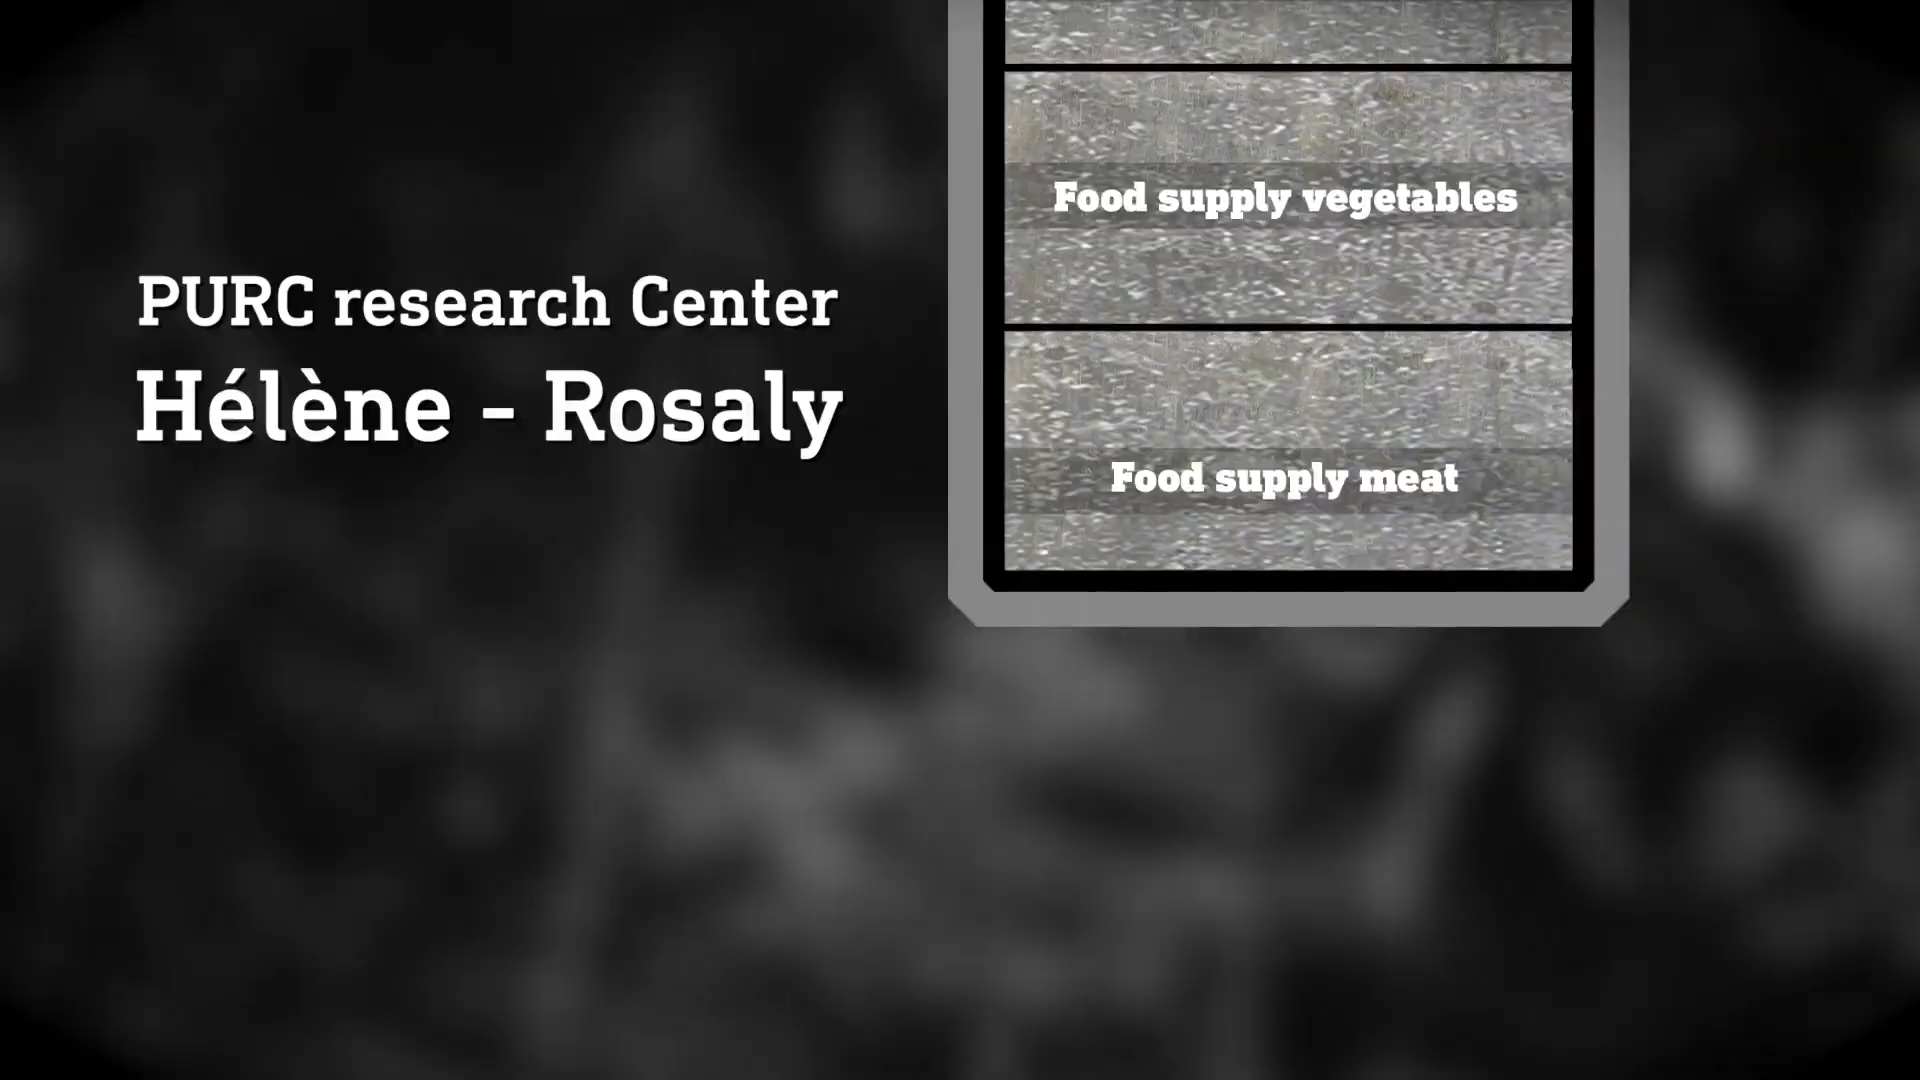 PURC research Center
Hélène - Rosaly
Food supply vegetables
Food supply meat